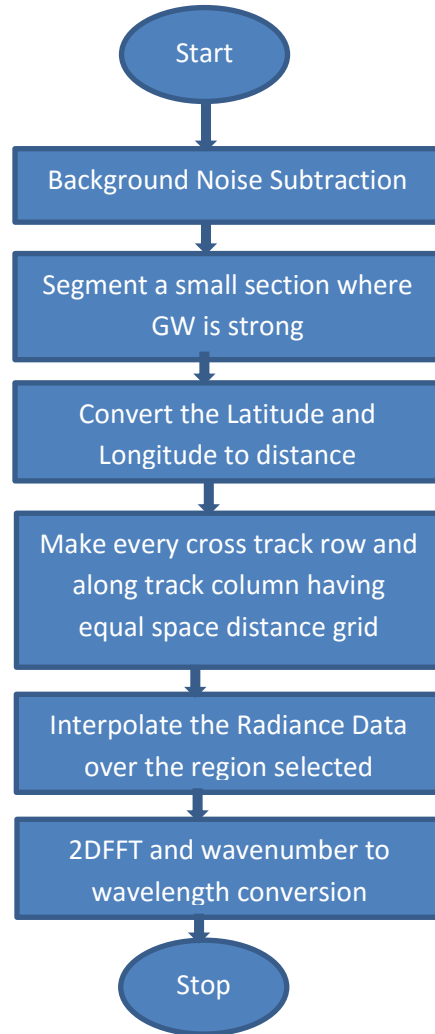 Start
Background Noise Subtraction
Segment a small section where
GW is strong
Convert the Latitude and
Longitude to distance
Make every cross track row and
along track column having
equal space distance grid
Interpolate the Radiance Data
over the region selected
2DFFT and wavenumber to
wavelength conversion
Stop